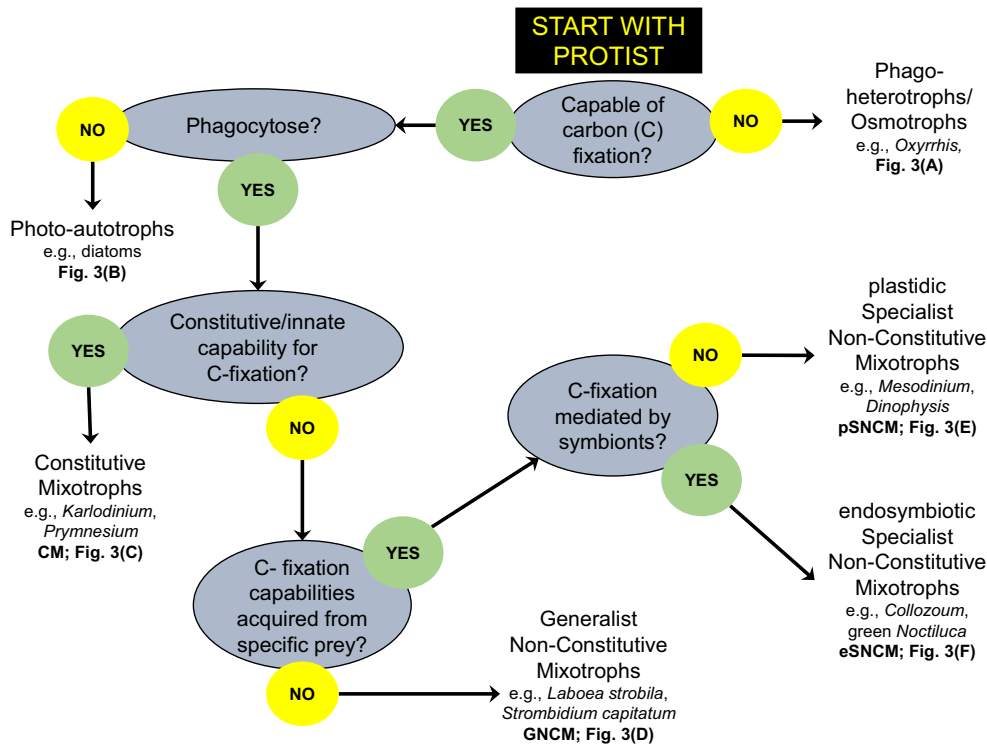 START WITH
PROTIST
Capable of
carbon (C)
fixation?
YES
NO
Phago-
heterotrophs/
Osmotrophs
e.g., Oxyrrhis,
Fig. 3(A)
Phagocytose?
NO
YES
Photo-autotrophs
e.g., diatoms
Fig. 3(B)
Constitutive/innate
capability for
C-fixation?
YES
NO
Constitutive
Mixotrophs
e.g., Karlodinium,
Prymnesium
CM; Fig. 3(C)
C- fixation
capabilities
acquired from
specific prey?
YES
NO
Generalist
Non-Constitutive
Mixotrophs
e.g., Laboea strobila,
Strombidium capitatum
GNCM; Fig. 3(D)
C-fixation
mediated by
symbionts?
NO
YES
plastidic
Specialist
Non-Constitutive
Mixotrophs
e.g., Mesodinium,
Dinophysis
pSNCM; Fig. 3(E)
endosymbiotic
Specialist
Non-Constitutive
Mixotrophs
e.g., Collozoum,
green Noctiluca
eSNCM; Fig. 3(F)